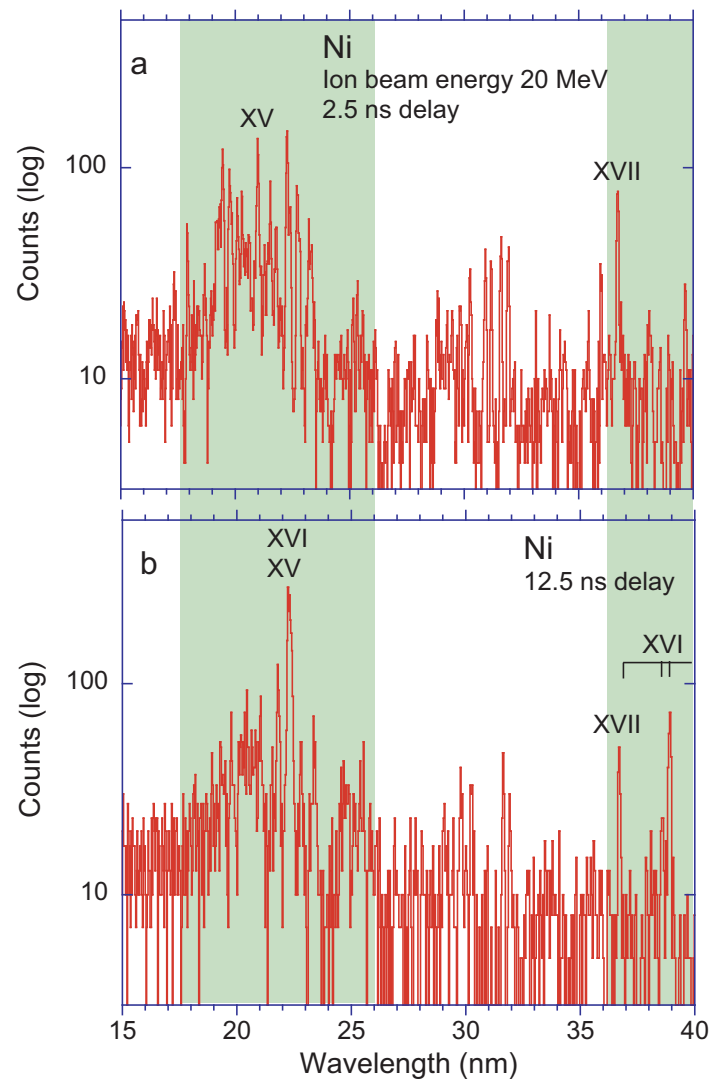 a
Ni
Ion beam energy 20 MeV
2.5 ns delay
XV
XVII
100
10
Counts (log)
b
XVI
XV
Ni
12.5 ns delay
XVI
XVII
100
10
Counts (log)
15 20 25 30 35 40
Wavelength (nm)